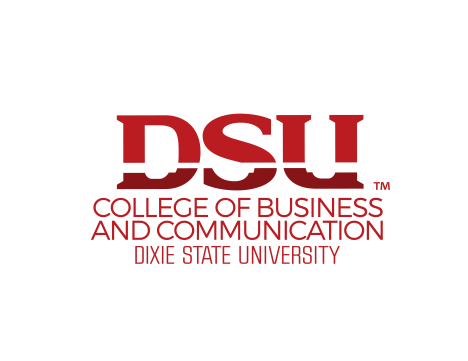 DSU™
COLLEGE OF BUSINESS
AND COMMUNICATION
DIXIE STATE UNIVERSITY